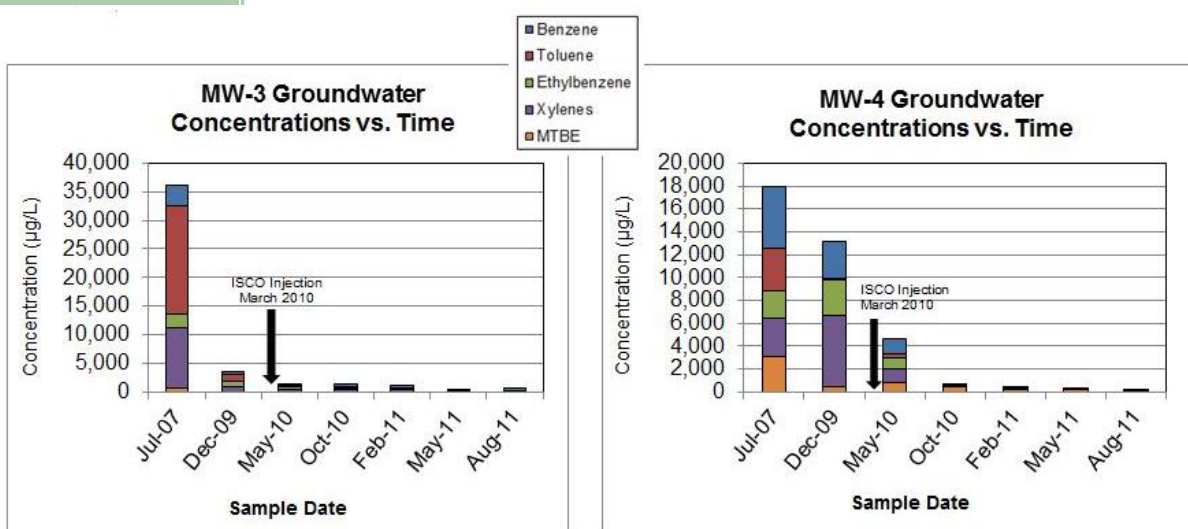 Benzene
Toluene
Ethylbenzene
Xylenes
MTBE
MW-3 Groundwater
Concentrations vs. Time
Concentration (µg/L)
40,000
35,000
30,000
25,000
20,000
15,000
10,000
5,000
0
ISCO Injection
March 2010
Jul-07
Dec-09
May-10
Oct-10
Feb-11
May-11
Aug-11
Sample Date
MW-4 Groundwater
Concentrations vs. Time
Concentration (µg/L)
20,000
18,000
16,000
14,000
12,000
10,000
8,000
6,000
4,000
2,000
0
ISCO Injection
March 2010
Jul-07
Dec-09
May-10
Oct-10
Feb-11
May-11
Aug-11
Sample Date